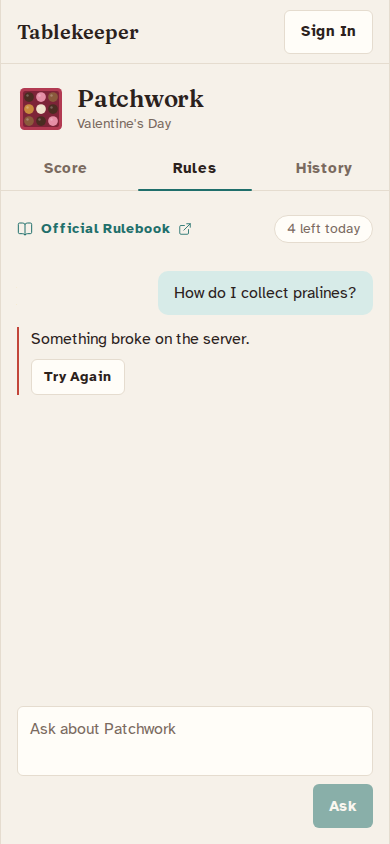 Tablekeeper
Sign In
Patchwork
Valentine's Day
Score
Rules
History
Official Rulebook
4 left today
How do I collect pralines?
Something broke on the server.
Try Again
Ask about Patchwork
Ask